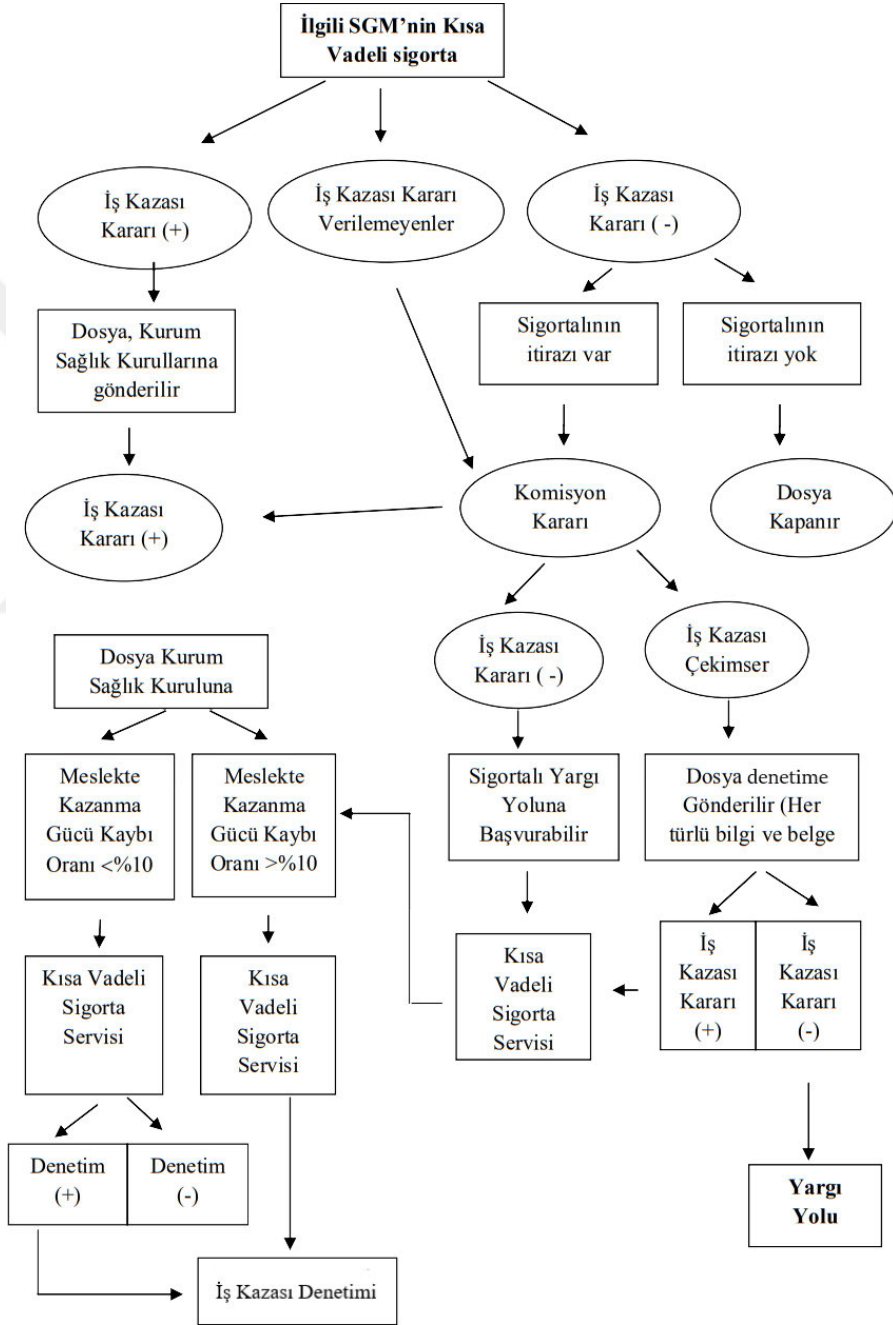 İlgili SGM’nin Kısa
Vadeli sigorta
İş Kazası
Kararı (+)
İş Kazası Kararı
Verilemeyenler
İş Kazası
Kararı ( -)
Dosya, Kurum
Sağlık Kurullarına
gönderilir
Sigortalının
itirazı var
Sigortalının
itirazı yok
İş Kazası
Kararı (+)
Komisyon
Kararı
Dosya
Kapanır
Dosya Kurum
Sağlık Kuruluna
İş Kazası
Kararı ( -)
İş Kazası
Çekimser
Meslekte
Kazanma
Gücü Kaybı
Oranı <%10
Meslekte
Kazanma
Gücü Kaybı
Oranı >%10
Sigortalı Yargı
Yoluna
Başvurabilir
Dosya denetime
Gönderilir (Her
türlü bilgi ve belge
Kısa Vadeli
Sigorta
Servisi
Kısa
Vadeli
Sigorta
Servisi
Kısa
Vadeli
Sigorta
Servisi
İş
Kazası
Kararı
(+)
İş
Kazası
Kararı
(-)
Denetim
(+)
Denetim
(-)
Yargı
Yolu
İş Kazası Denetimi